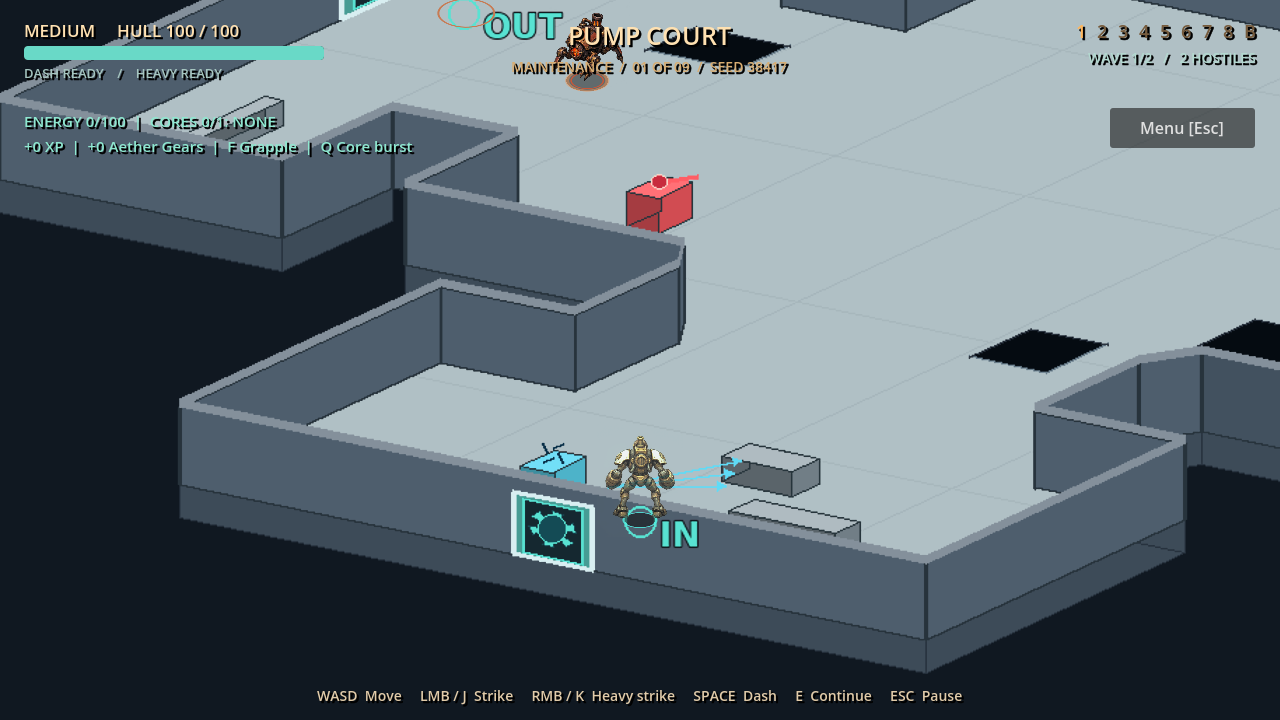 MEDIUM HULL 100 / 100
DASH READY / HEAVY READY
ENERGY 0/100 | CORES 0/1: NONE
+0 XP | +0 Aether Gears | F Grapple | Q Core burst
OUT
PUMP COURT
MAINTENANCE / 01 OF 09 / SEED 38417
1 2 3 4 5 6 7 8 B
WAVE 1/2 / 2 HOSTILES
Menu [Esc]
IN
WASD Move LMB / J Strike RMB / K Heavy strike SPACE Dash E Continue ESC Pause